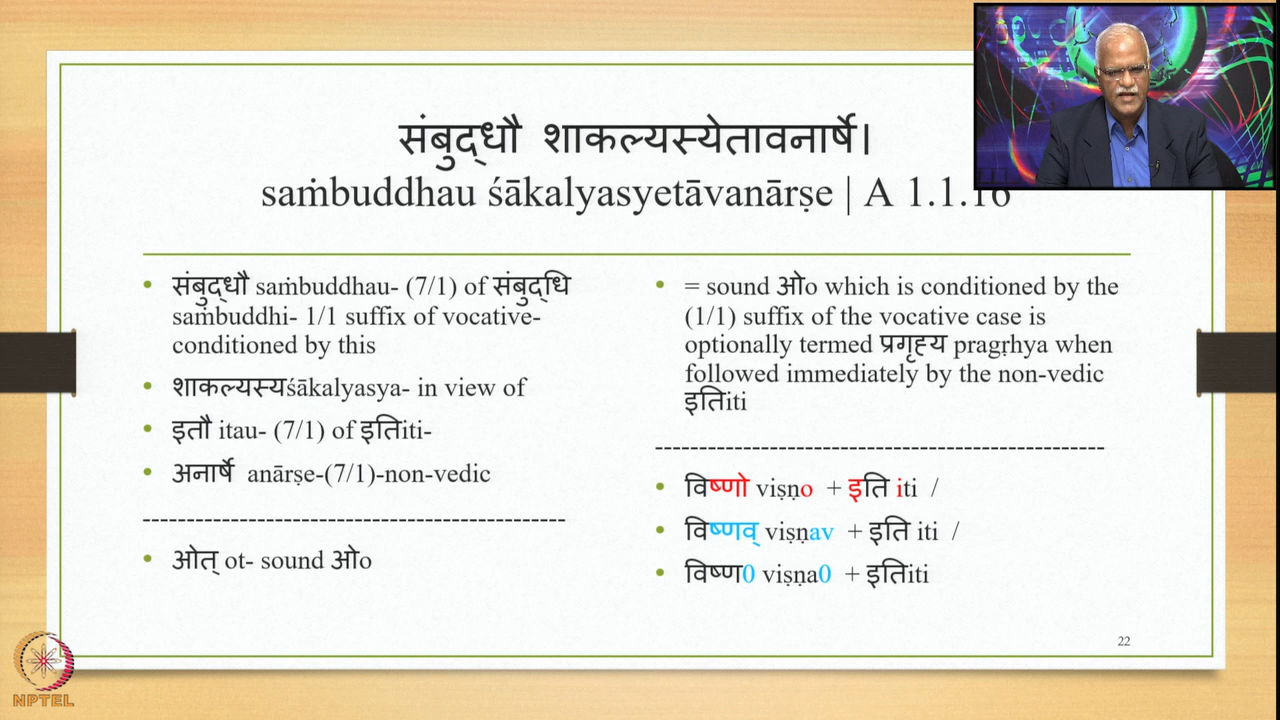 संबुद्धौ शाकल्यस्येतावनार्षे।
saṁbuddhau śākalyasyetāvanārṣe | A 1.1.16
• संबुद्धौ saṁbuddhau- (7/1) of संबुद्धि
saṁbuddhi- 1/1 suffix of vocative-
conditioned by this
• शाकल्यस्यśākalyasya- in view of
• इतौ itau- (7/1) of इतिiti-
• अनार्षे anārṣe-(7/1)-non-vedic
-----------------------------------------------
• ओत् ot- sound ओo
• = sound ओo which is conditioned by the
(1/1) suffix of the vocative case is
optionally termed प्रगृह्य pragṛhya when
followed immediately by the non-vedic
इतिiti
--------------------------------------------------
• विष्णो viṣṇo + इति iti /
• विष्णव् viṣṇav + इति iti /
• विष्ण0 viṣṇa0 + इतिiti
22
NPTEL